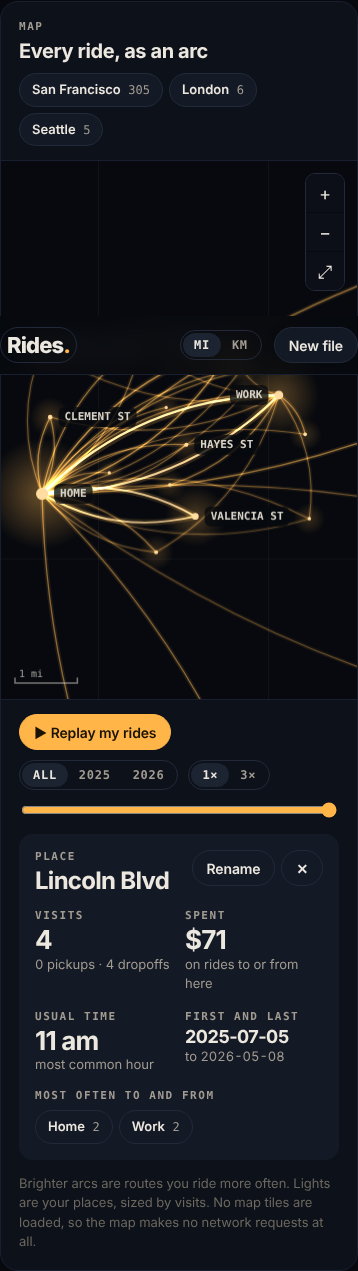 MAP
Every ride, as an arc
San Francisco 305
London 6
Seattle 5
+
−
Rides.
MI KM
New file
WORK
CLEMENT ST
HAYES ST
HOME
VALENCIA ST
1 mi
▶ Replay my rides
ALL 2025 2026
1× 3×
PLACE
Lincoln Blvd
Rename
✕
VISITS
4
0 pickups · 4 dropoffs
SPENT
$71
on rides to or from
here
USUAL TIME
11 am
most common hour
FIRST AND LAST
2025-07-05
to 2026-05-08
MOST OFTEN TO AND FROM
Home 2
Work 2
Brighter arcs are routes you ride more often. Lights
are your places, sized by visits. No map tiles are
loaded, so the map makes no network requests at
all.